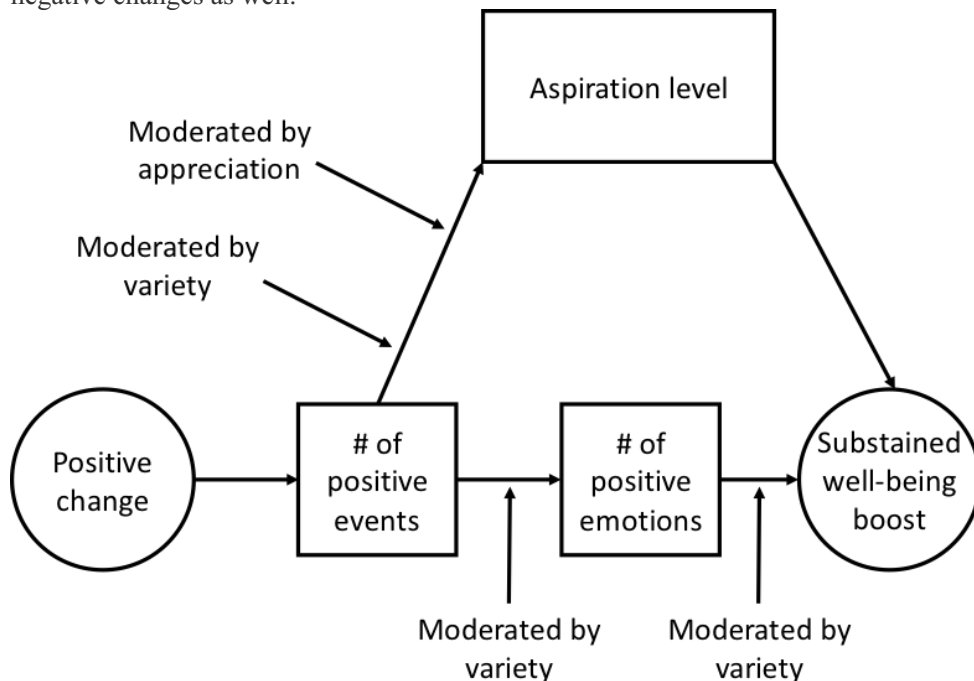 negative changes as well.
Aspiration level
Moderated by
appreciation
Moderated by
variety
Positive
change
# of
positive
events
# of
positive
emotions
Substained
well-being
boost
Moderated by
variety
Moderated by
variety